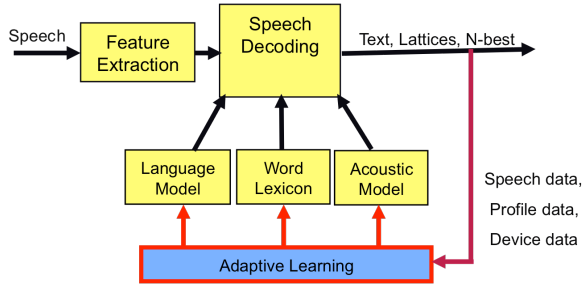 Speech
Feature
Extraction
Speech
Decoding
Text, Lattices, N-best
Language
Model
Word
Lexicon
Acoustic
Model
Speech data,
Profile data,
Device data
Adaptive Learning